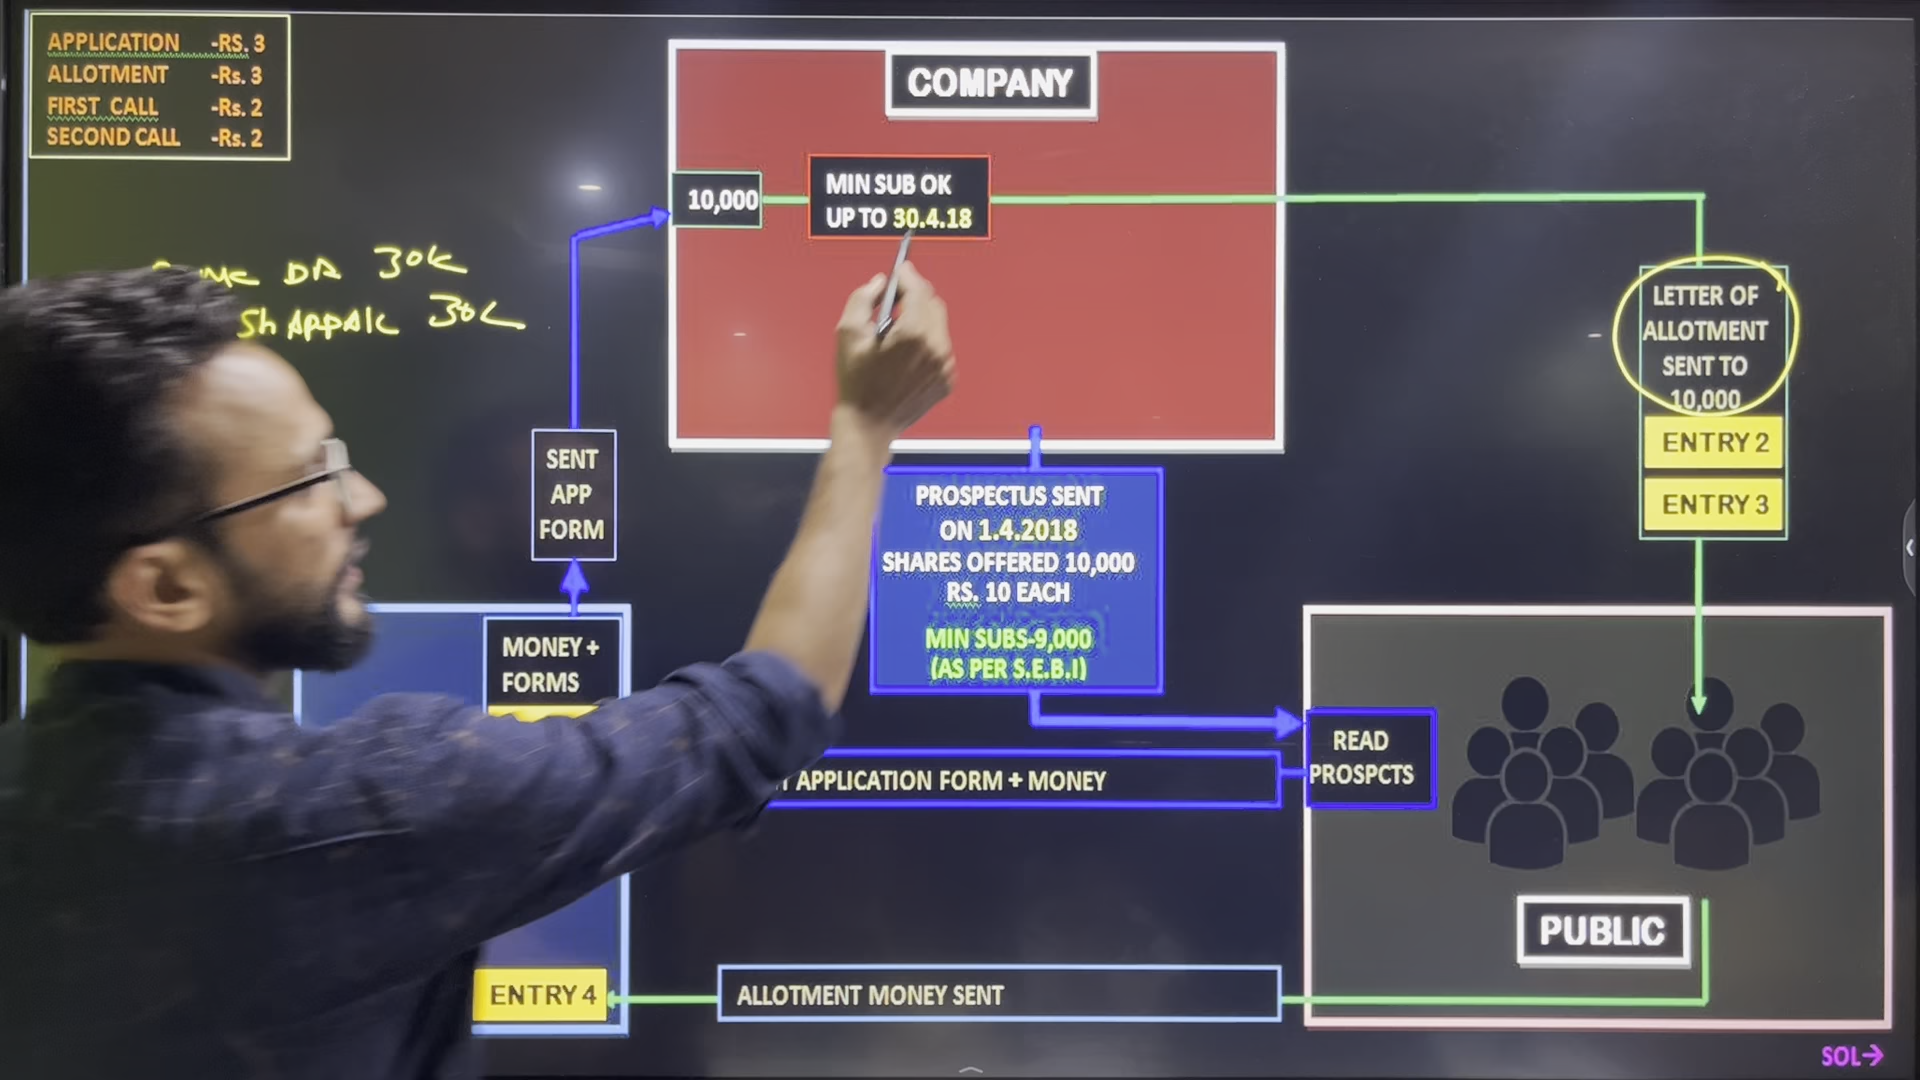 APPLICATION -RS. 3
ALLOTMENT -Rs. 3
FIRST CALL -Rs. 2
SECOND CALL -Rs. 2
COMPANY
10,000
MIN SUB OK
UP TO 30.4.18
DR 30K
Sh App A/c 30K
LETTER OF
ALLOTMENT
SENT TO
10,000
ENTRY 2
ENTRY 3
SENT
APP
FORM
PROSPECTUS SENT
ON 1.4.2018
SHARES OFFERED 10,000
RS. 10 EACH
MIN SUBS-9,000
(AS PER S.E.B.I)
MONEY +
FORMS
READ
PROSPCTS
APPLICATION FORM + MONEY
PUBLIC
ENTRY 4
ALLOTMENT MONEY SENT
SOL→